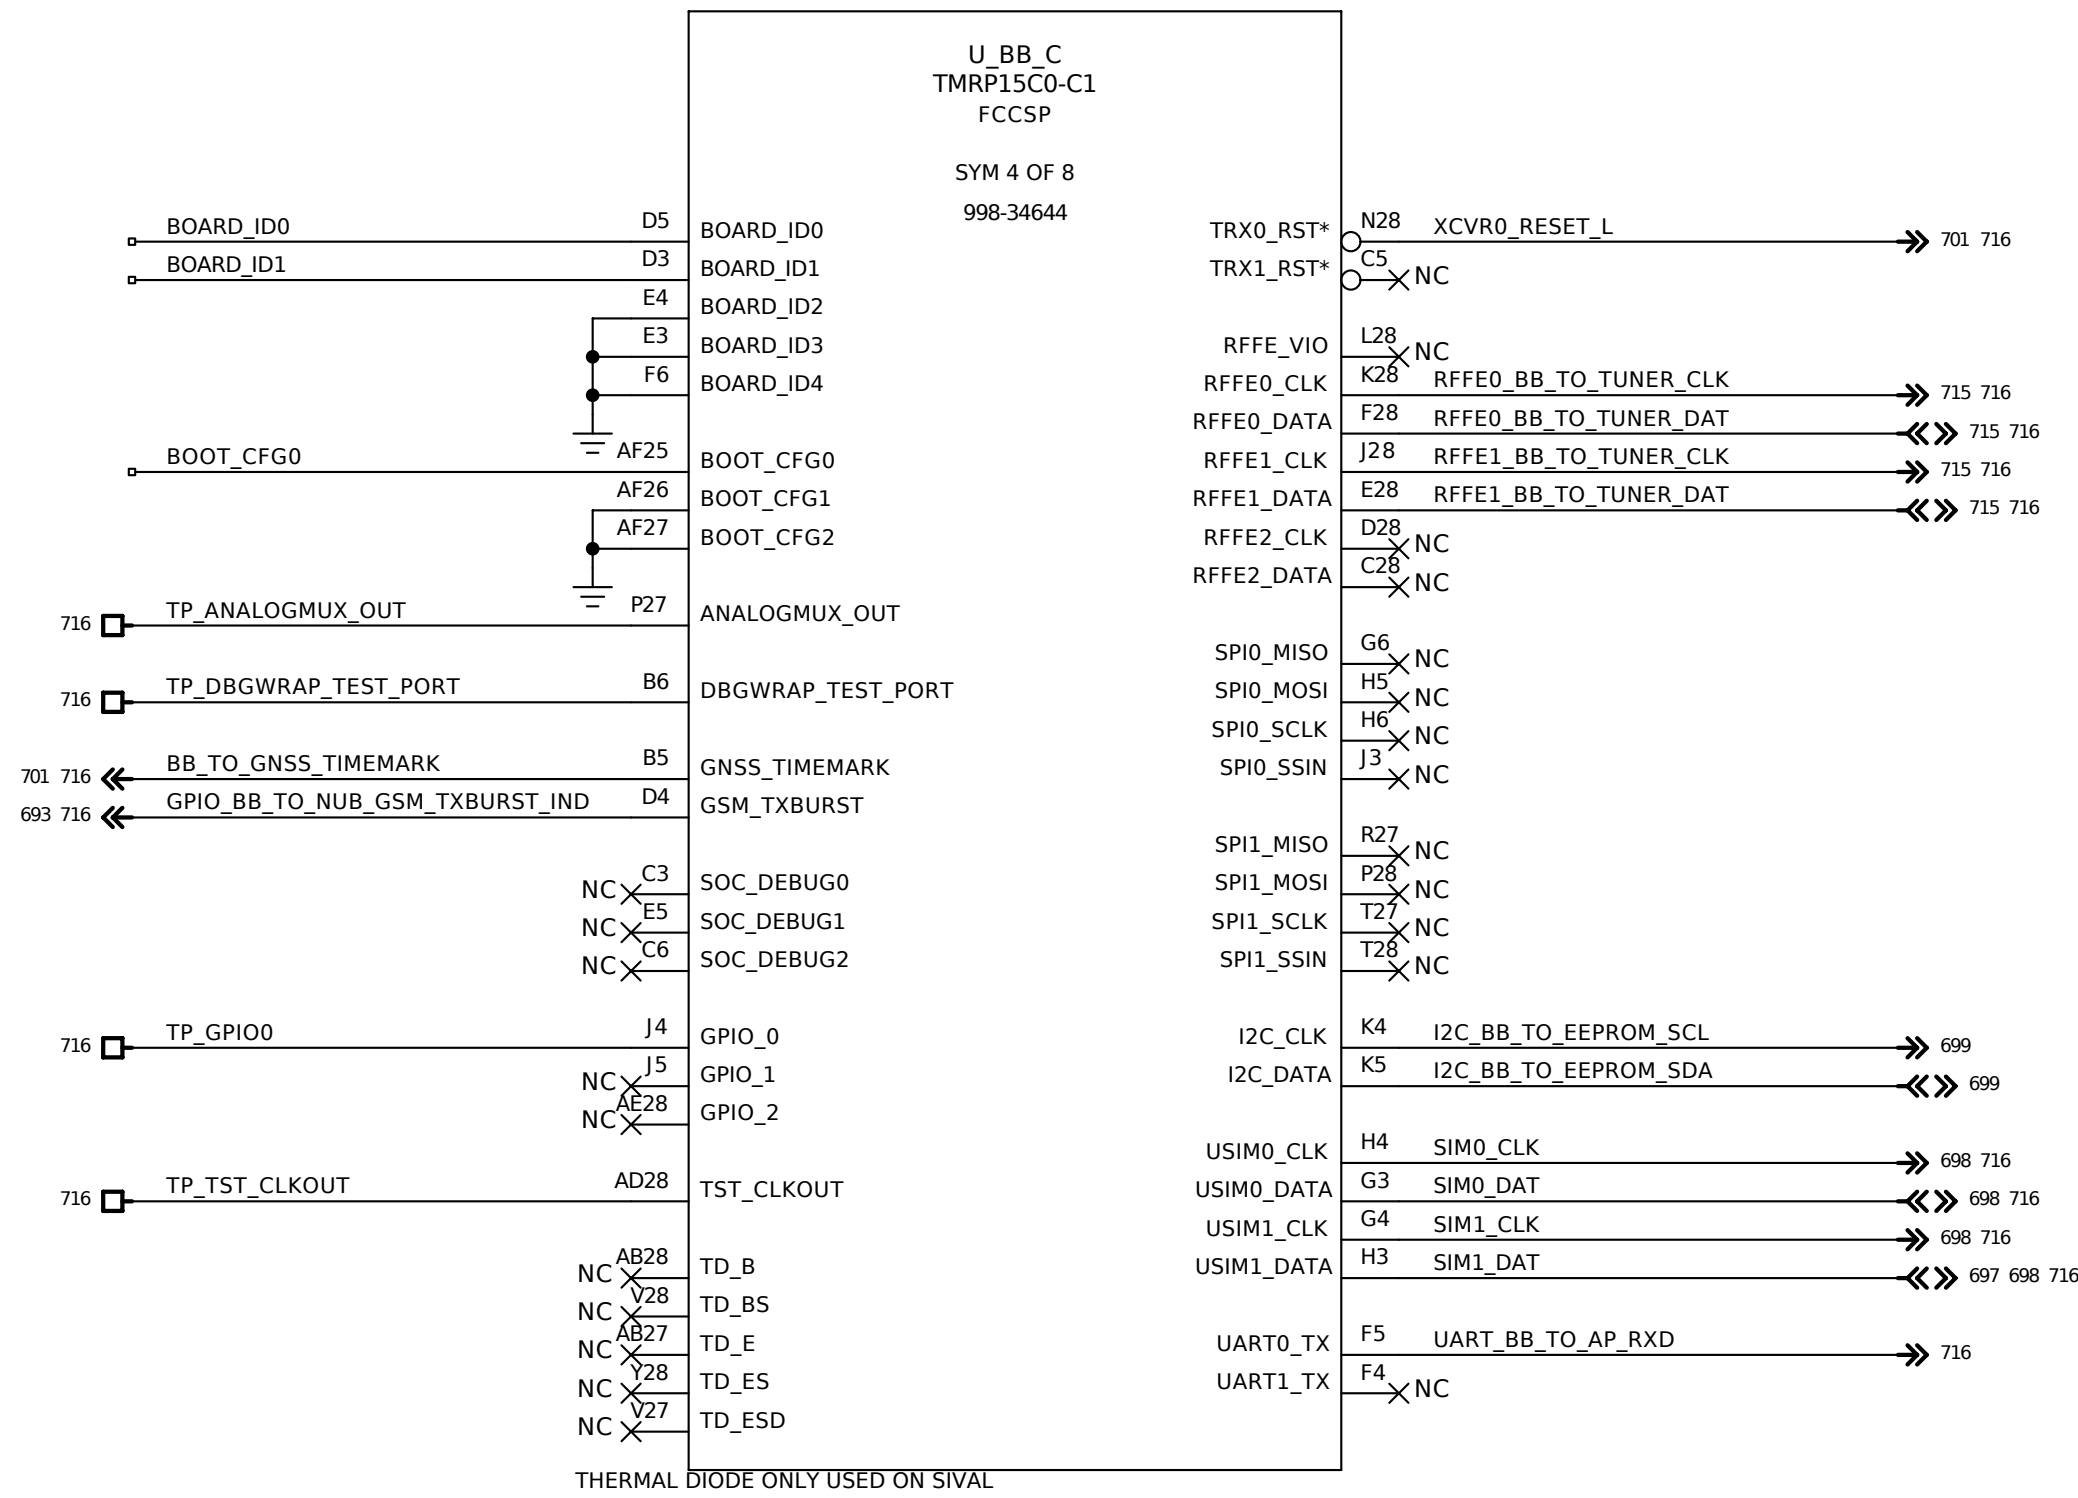 U_BB_C
TMRP15C0-C1
FCCSP
SYM 4 OF 8
998-34644
BOARD_ID0 D5 BOARD_ID0
BOARD_ID1 D3 BOARD_ID1
E4 BOARD_ID2
E3 BOARD_ID3
F6 BOARD_ID4
BOOT_CFG0 AF25 BOOT_CFG0
AF26 BOOT_CFG1
AF27 BOOT_CFG2
716 TP_ANALOGMUX_OUT P27 ANALOGMUX_OUT
716 TP_DBGWRAP_TEST_PORT B6 DBGWRAP_TEST_PORT
701 716 BB_TO_GNSS_TIMEMARK B5 GNSS_TIMEMARK
693 716 GPIO_BB_TO_NUB_GSM_TXBURST_IND D4 GSM_TXBURST
NC C3 SOC_DEBUG0
NC E5 SOC_DEBUG1
NC C6 SOC_DEBUG2
716 TP_GPIO0 J4 GPIO_0
NC J5 GPIO_1
NC AE28 GPIO_2
716 TP_TST_CLKOUT AD28 TST_CLKOUT
NC AB28 TD_B
NC V28 TD_BS
NC AB27 TD_E
NC Y28 TD_ES
NC V27 TD_ESD
TRX0_RST* N28 XCVR0_RESET_L 701 716
TRX1_RST* C5 NC
RFFE_VIO L28 NC
RFFE0_CLK K28 RFFE0_BB_TO_TUNER_CLK 715 716
RFFE0_DATA F28 RFFE0_BB_TO_TUNER_DAT 715 716
RFFE1_CLK J28 RFFE1_BB_TO_TUNER_CLK 715 716
RFFE1_DATA E28 RFFE1_BB_TO_TUNER_DAT 715 716
RFFE2_CLK D28 NC
RFFE2_DATA C28 NC
SPI0_MISO G6 NC
SPI0_MOSI H5 NC
SPI0_SCLK H6 NC
SPI0_SSIN J3 NC
SPI1_MISO R27 NC
SPI1_MOSI P28 NC
SPI1_SCLK T27 NC
SPI1_SSIN T28 NC
I2C_CLK K4 I2C_BB_TO_EEPROM_SCL 699
I2C_DATA K5 I2C_BB_TO_EEPROM_SDA 699
USIM0_CLK H4 SIM0_CLK 698 716
USIM0_DATA G3 SIM0_DAT 698 716
USIM1_CLK G4 SIM1_CLK 698 716
USIM1_DATA H3 SIM1_DAT 697 698 716
UART0_TX F5 UART_BB_TO_AP_RXD 716
UART1_TX F4 NC
THERMAL DIODE ONLY USED ON SIVAL